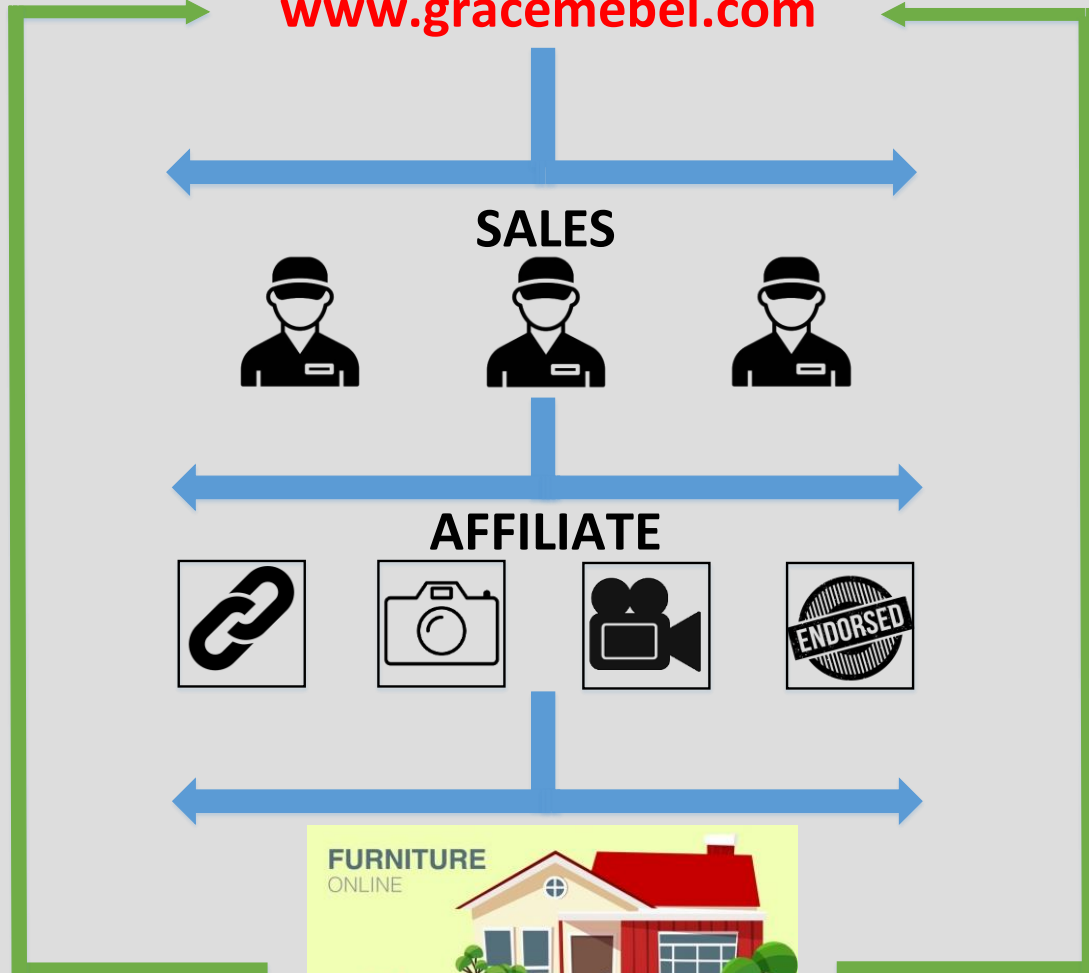 www.gracemebel.com
SALES
AFFILIATE
ENDORSED
FURNITURE
ONLINE